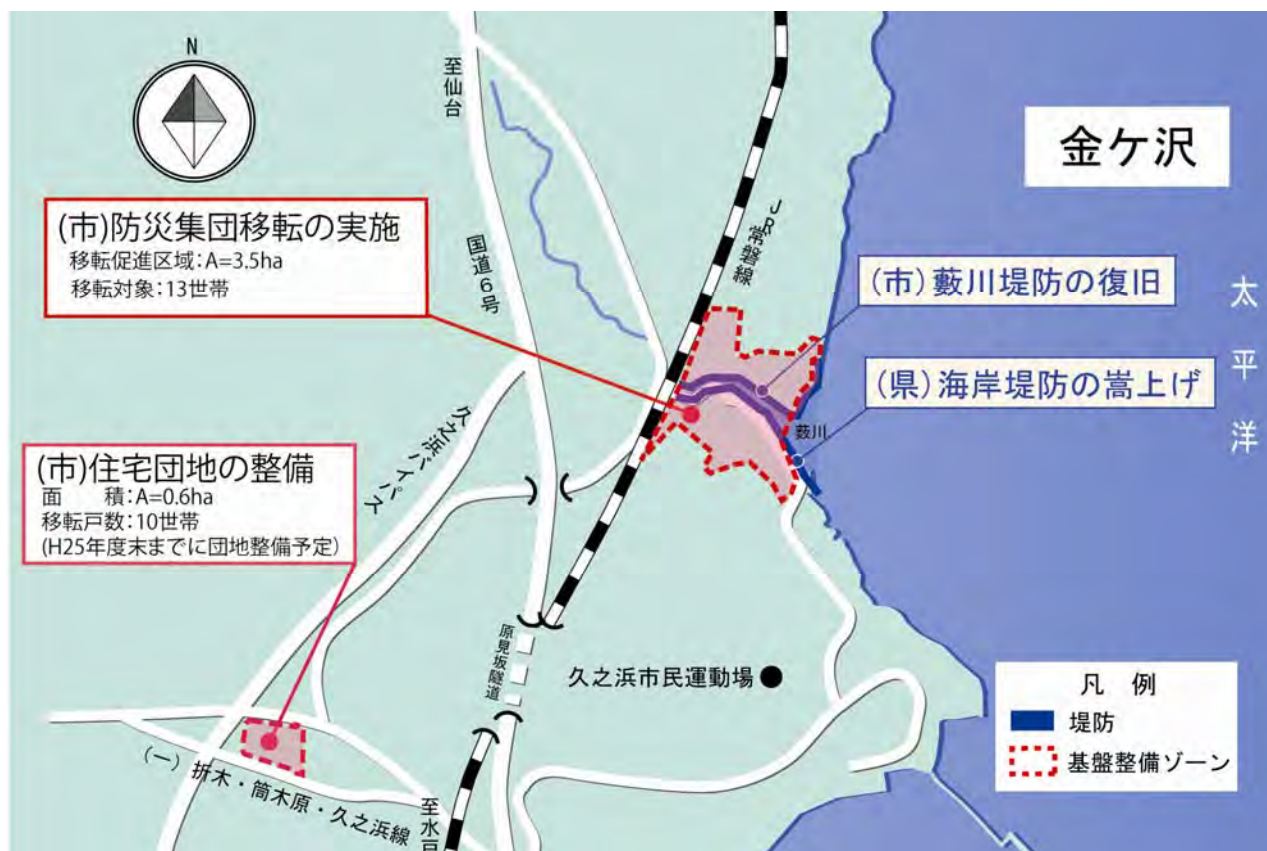 N
至仙台
金ケ沢
(市)防災集団移転の実施
移転促進区域:A=3.5ha
移転対象:13世帯
国道6号
JR常磐線
(市)藪川堤防の復旧
太平洋
(県)海岸堤防の嵩上げ
薮川
久之浜バイパス
(市)住宅団地の整備
面　積:A=0.6ha
移転戸数:10世帯
(H25年度末までに団地整備予定)
原見坂隧道
久之浜市民運動場
凡 例
堤防
基盤整備ゾーン
(一)折木・筒木原・久之浜線
至水戸